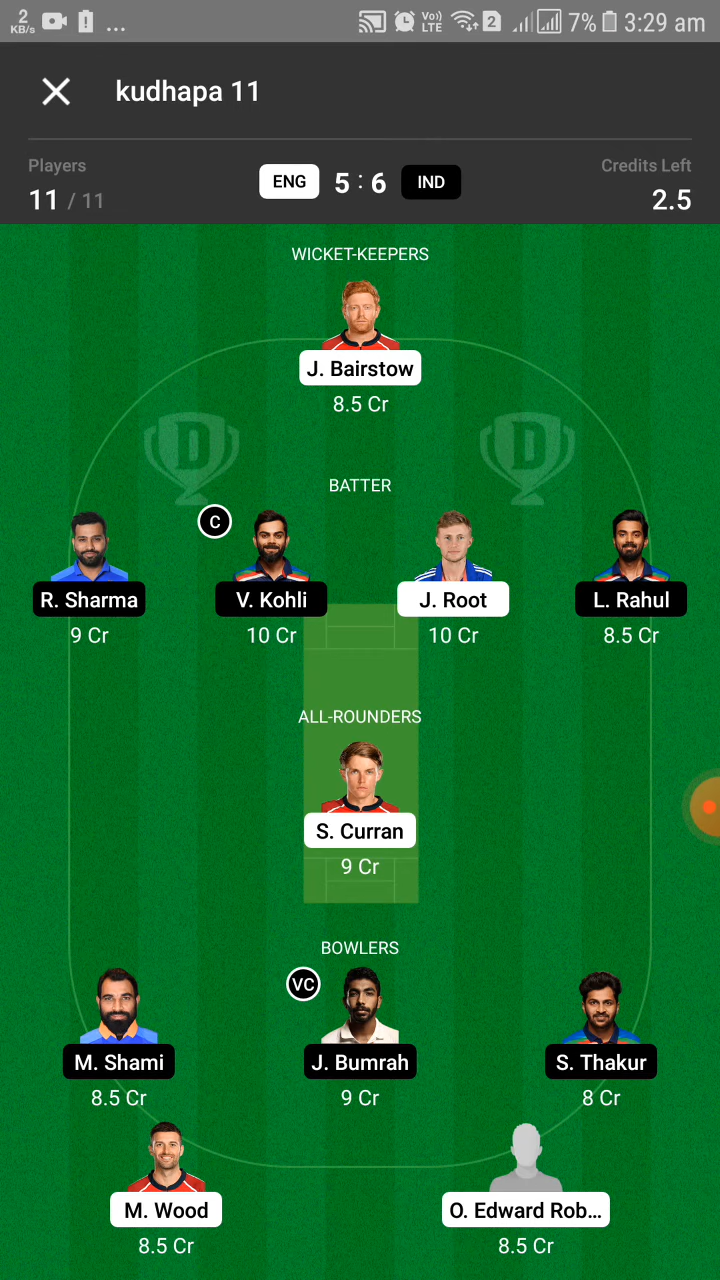 2
KB/s
...
Vo)
LTE
2
7%
3:29 am
kudhapa 11
Players
11 / 11
ENG 5 : 6 IND
Credits Left
2.5
WICKET-KEEPERS
J. Bairstow
8.5 Cr
D D
BATTER
C
R. Sharma V. Kohli J. Root L. Rahul
9 Cr 10 Cr 10 Cr 8.5 Cr
ALL-ROUNDERS
S. Curran
9 Cr
BOWLERS
VC
M. Shami J. Bumrah S. Thakur
8.5 Cr 9 Cr 8 Cr
M. Wood O. Edward Rob...
8.5 Cr 8.5 Cr